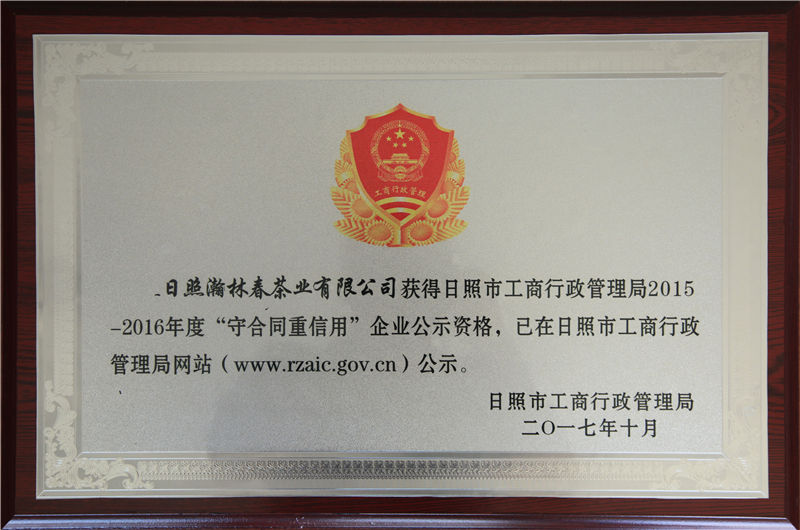 工商行政管理
日照瀚林春茶业有限公司获得日照市工商行政管理局2015
-2016年度“守合同重信用”企业公示资格，已在日照市工商行政
管理局网站（www.rzaic.gov.cn）公示。
日照市工商行政管理局
二〇一七年十月